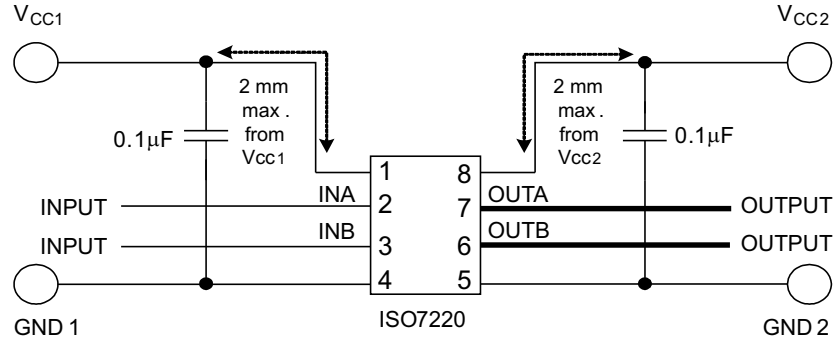 VCC1
VCC2
2 mm
max .
from
VCC1
2 mm
max .
from
VCC2
0.1µF
0.1µF
1
8
INPUT
INA
2
7
OUTA
OUTPUT
INPUT
INB
3
6
OUTB
OUTPUT
4
5
GND 1
ISO7220
GND 2